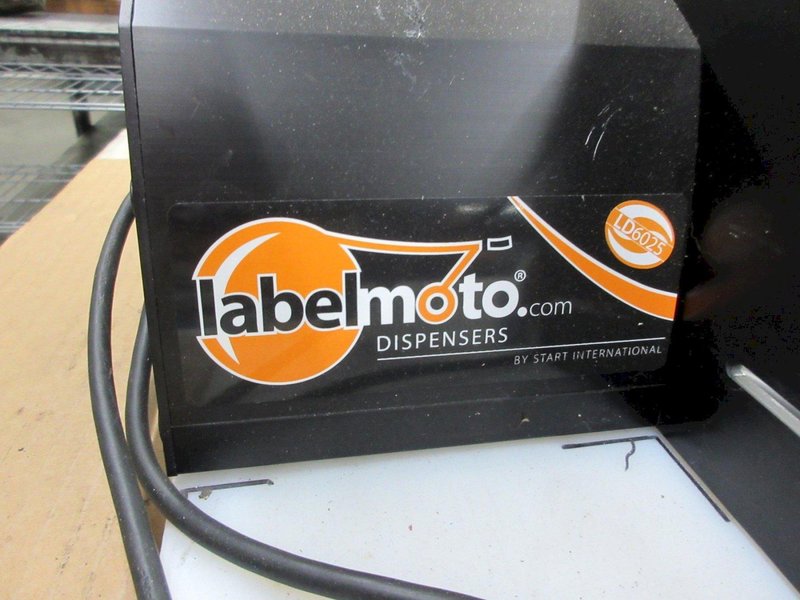 LD6025
labelmoto.®com
DISPENSERS
BY START INTERNATIONAL